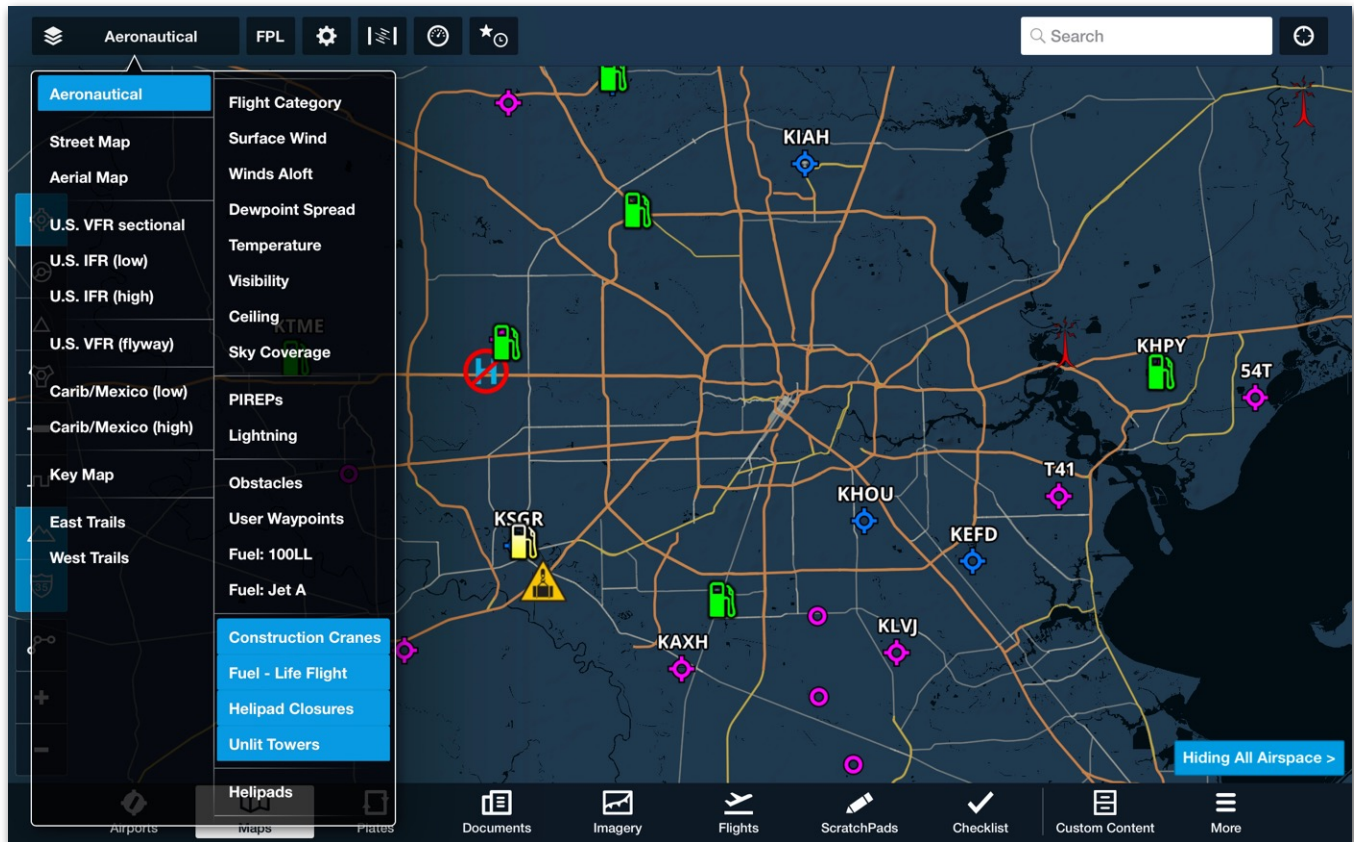 Aeronautical
FPL
Search
Aeronautical
Street Map
Aerial Map
U.S. VFR sectional
U.S. IFR (low)
U.S. IFR (high)
U.S. VFR (flyway)
Carib/Mexico (low)
Carib/Mexico (high)
Key Map
East Trails
West Trails
Flight Category
Surface Wind
Winds Aloft
Dewpoint Spread
Temperature
Visibility
Ceiling
Sky Coverage
PIREPs
Lightning
Obstacles
User Waypoints
Fuel: 100LL
Fuel: Jet A
Construction Cranes
Fuel - Life Flight
Helipad Closures
Unlit Towers
Helipads
KIAH
KTME
KHPY
54T
T41
KHOU
KSGR
KEFD
KLVJ
KAXH
H
35
Hiding All Airspace >
Airports
Maps
Plates
Documents
Imagery
Flights
ScratchPads
Checklist
Custom Content
More